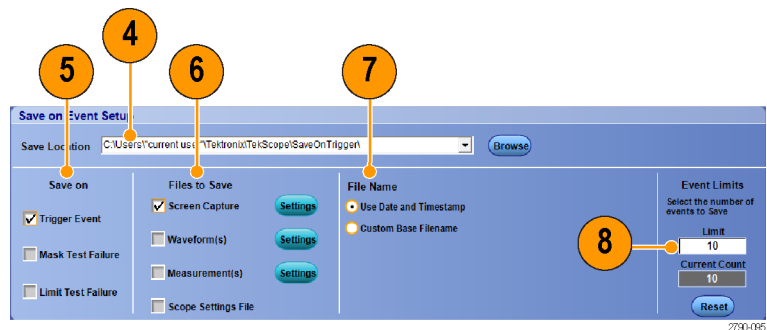 4
5
6
7
Save on Event Setup
Save Location C:\Users\"current user"\Tektronix\TekScope\SaveOnTrigger\ Browse
Save on
Trigger Event
Mask Test Failure
Limit Test Failure
Files to Save
Screen Capture Settings
Waveform(s) Settings
Measurement(s) Settings
Scope Settings File
File Name
Use Date and Timestamp
Custom Base Filename
8
Event Limits
Select the number of
events to Save
Limit
10
Current Count
10
Reset
2790-095